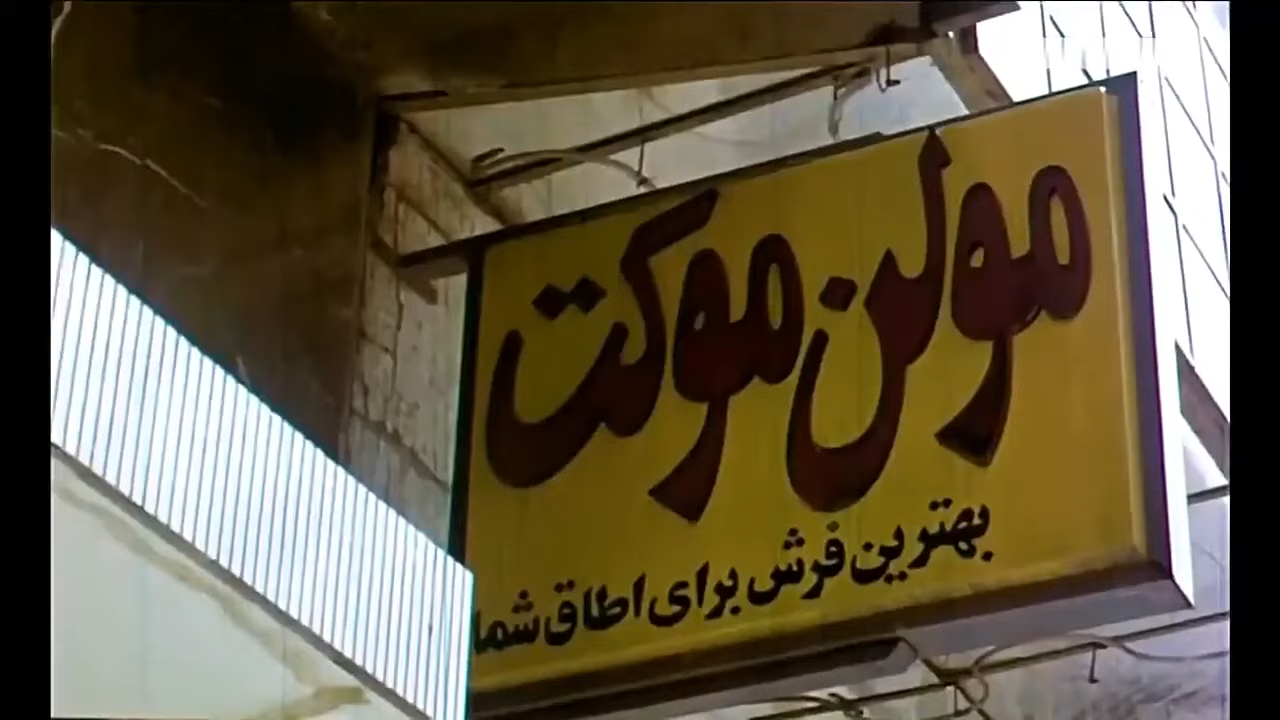 مولن موکت
بهترین فرش برای اطاق شما